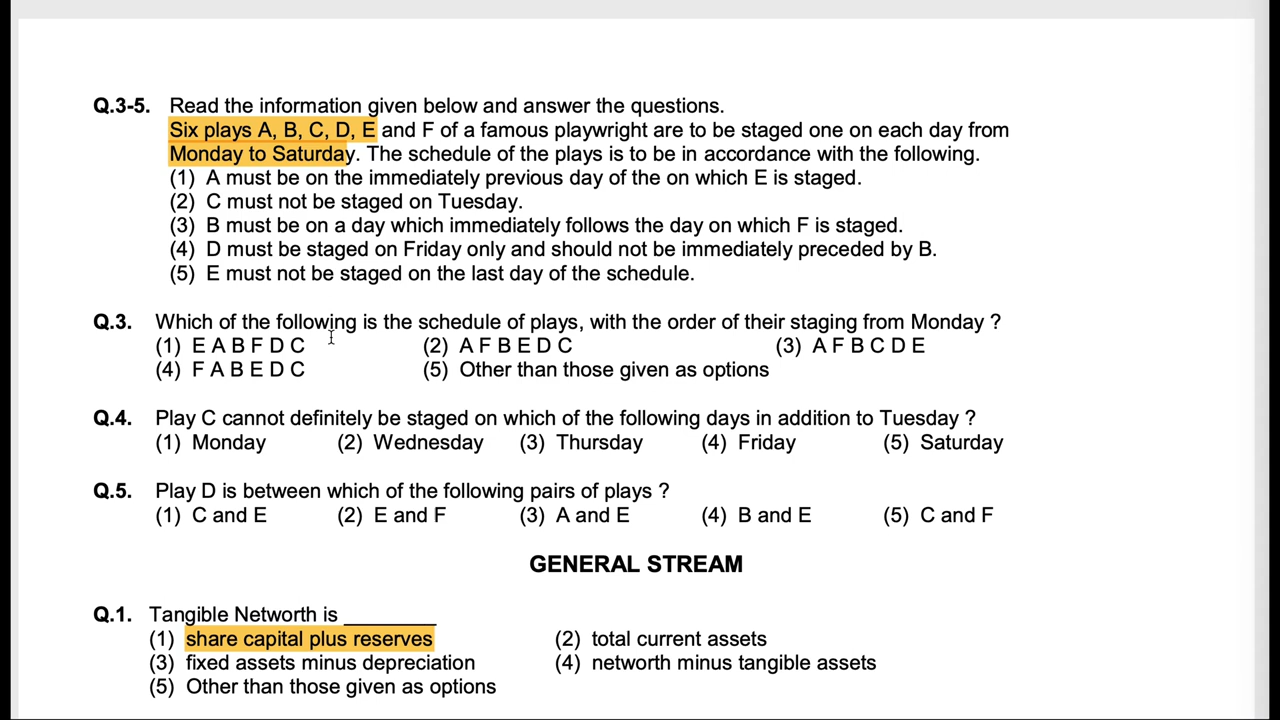 Q.3-5. Read the information given below and answer the questions.
Six plays A, B, C, D, E and F of a famous playwright are to be staged one on each day from
Monday to Saturday. The schedule of the plays is to be in accordance with the following.
(1) A must be on the immediately previous day of the on which E is staged.
(2) C must not be staged on Tuesday.
(3) B must be on a day which immediately follows the day on which F is staged.
(4) D must be staged on Friday only and should not be immediately preceded by B.
(5) E must not be staged on the last day of the schedule.
Q.3. Which of the following is the schedule of plays, with the order of their staging from Monday ?
(1) E A B F D C (2) A F B E D C (3) A F B C D E
(4) F A B E D C (5) Other than those given as options
Q.4. Play C cannot definitely be staged on which of the following days in addition to Tuesday ?
(1) Monday (2) Wednesday (3) Thursday (4) Friday (5) Saturday
Q.5. Play D is between which of the following pairs of plays ?
(1) C and E (2) E and F (3) A and E (4) B and E (5) C and F
GENERAL STREAM
Q.1. Tangible Networth is ________
(1) share capital plus reserves (2) total current assets
(3) fixed assets minus depreciation (4) networth minus tangible assets
(5) Other than those given as options